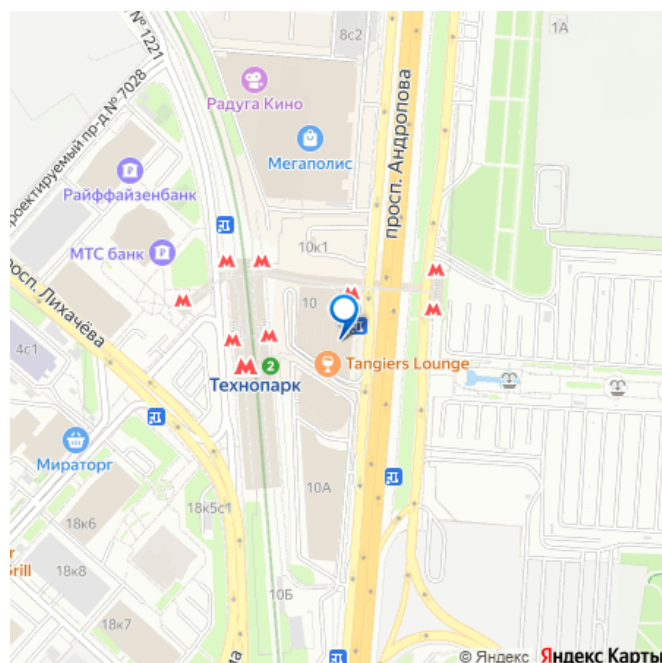 8с2
1А
№ 1221
Проектируемый пр-д № 7028
Радуга Кино
Мегаполис
просп. Андропова
Райффайзенбанк
МТС банк
10к1
10
просп. Лихачёва
4с1
2
Технопарк
Tangiers Lounge
Мираторг
10А
18к5с1
18к6
Grill
18к8
10Б
18к7
© Яндекс Яндекс Карты